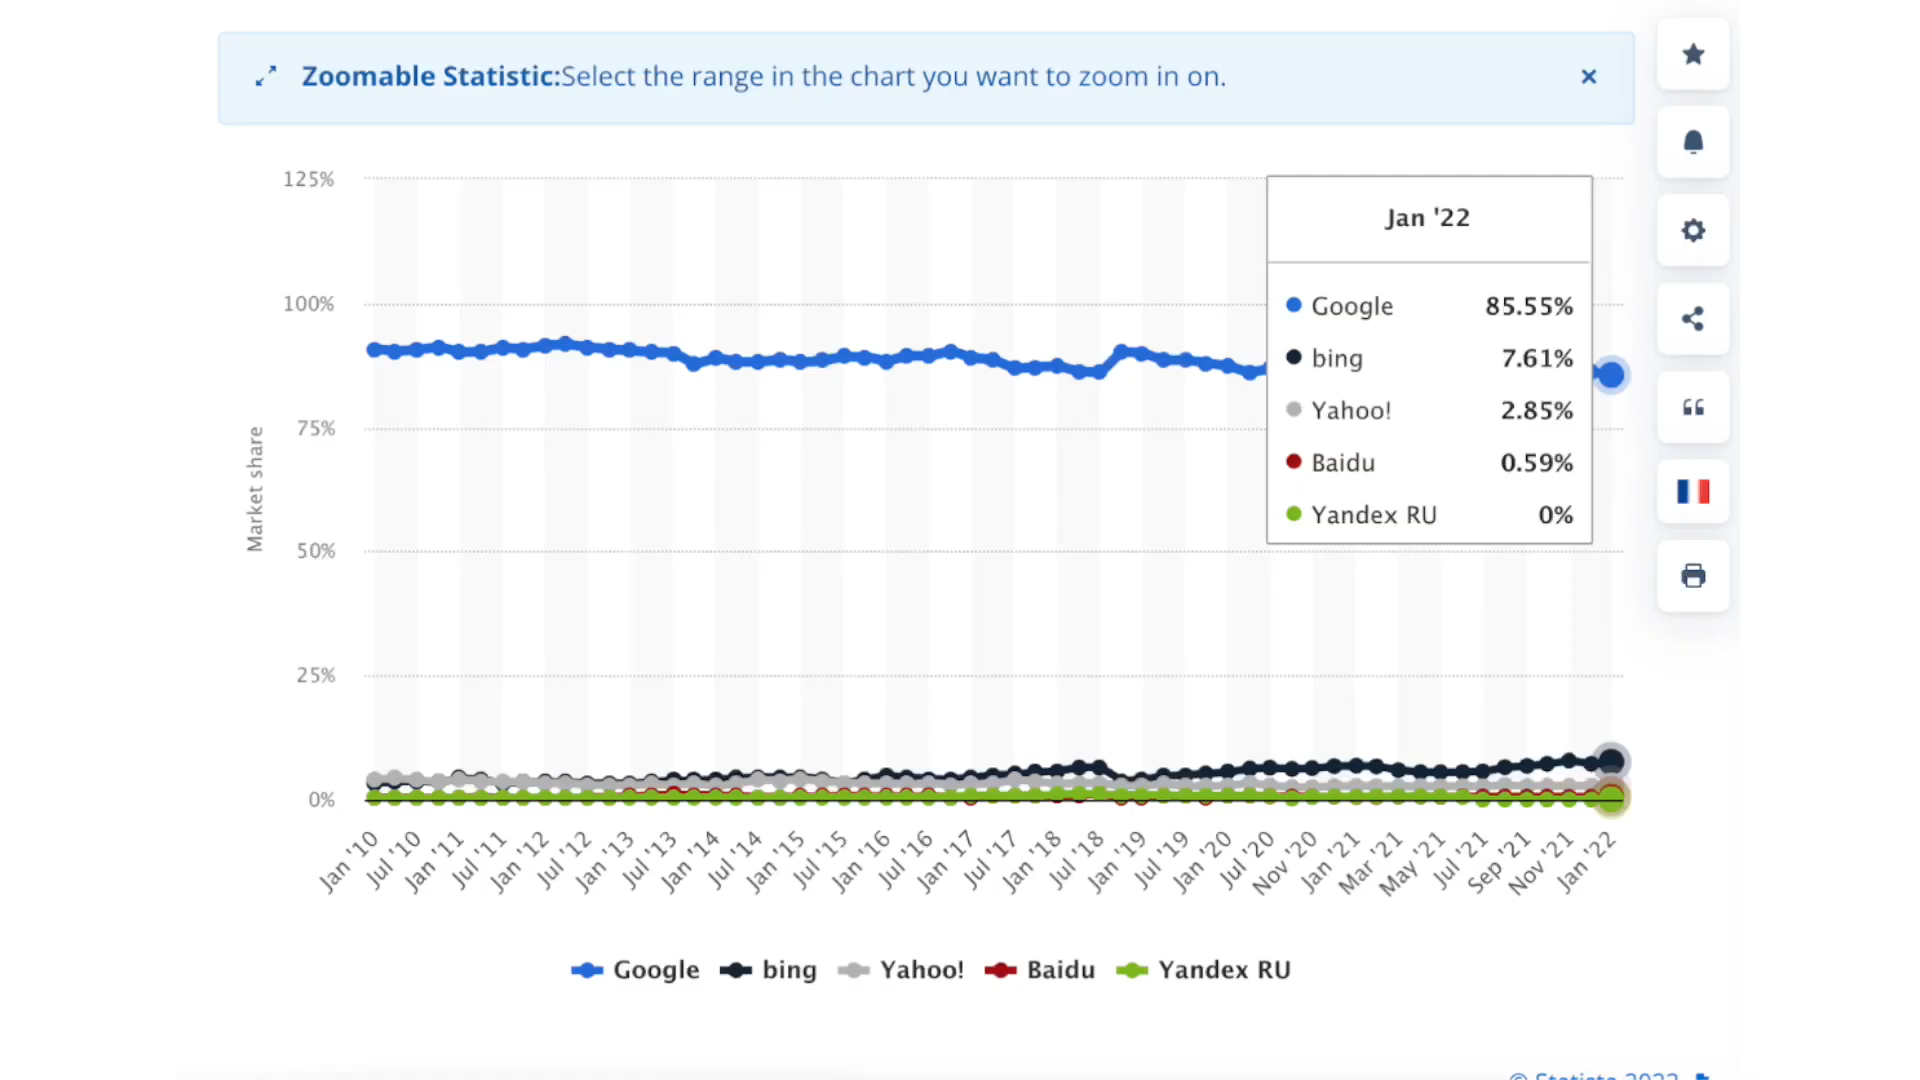 Zoomable Statistic:Select the range in the chart you want to zoom in on.
125%
100%
75%
50%
25%
0%
Market share
Jan '22
Google 85.55%
bing 7.61%
Yahoo! 2.85%
Baidu 0.59%
Yandex RU 0%
Jan '10
Jul '10
Jan '11
Jul '11
Jan '12
Jul '12
Jan '13
Jul '13
Jan '14
Jul '14
Jan '15
Jul '15
Jan '16
Jul '16
Jan '17
Jul '17
Jan '18
Jul '18
Jan '19
Jul '19
Jan '20
Jul '20
Nov '20
Jan '21
Mar '21
May '21
Jul '21
Sep '21
Nov '21
Jan '22
Google bing Yahoo! Baidu Yandex RU
© Statista 2022